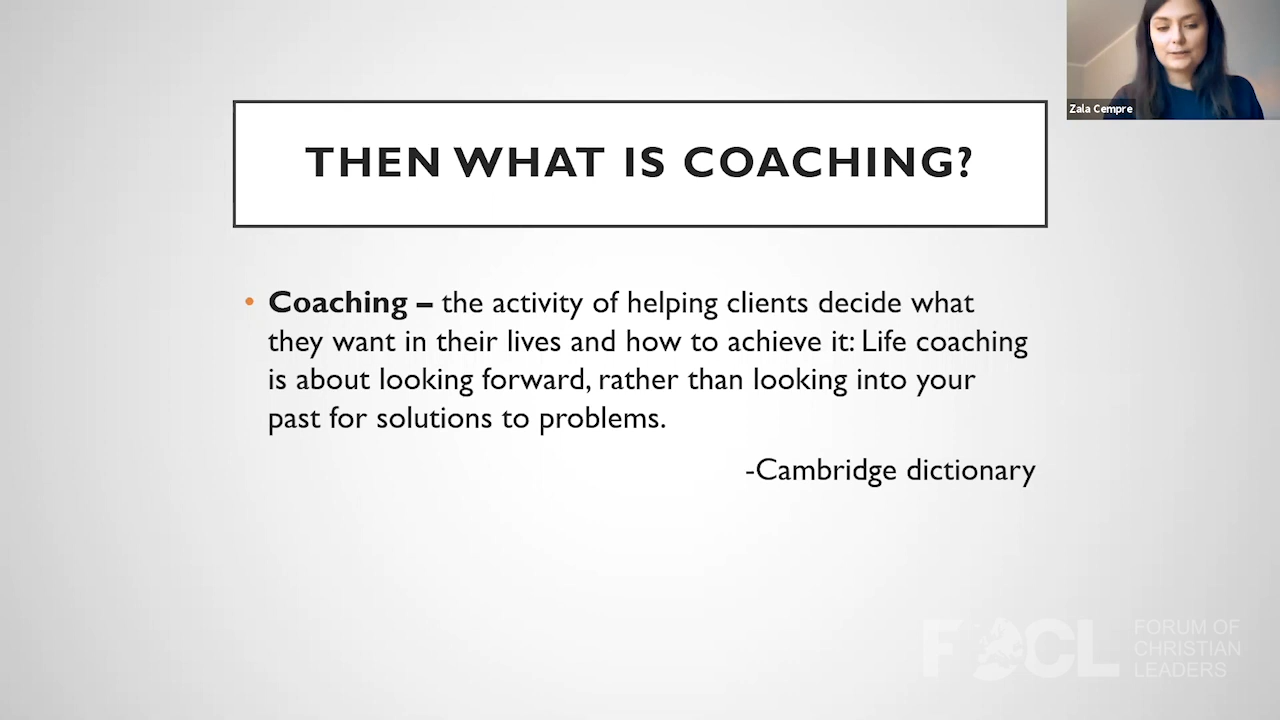 Zala Cempre
THEN WHAT IS COACHING?
• Coaching – the activity of helping clients decide what
they want in their lives and how to achieve it: Life coaching
is about looking forward, rather than looking into your
past for solutions to problems.
-Cambridge dictionary
FOCL
FORUM OF
CHRISTIAN
LEADERS